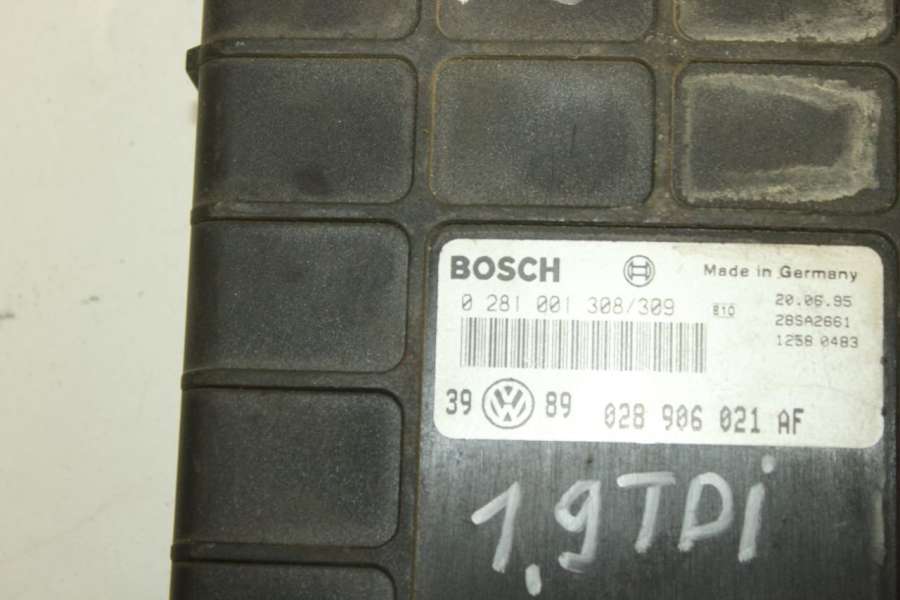 BOSCH Made in Germany
0 281 001 308/309 810 20.06.95
28SA2661
1258 0483
39 89 028 906 021 AF
1,9TDi